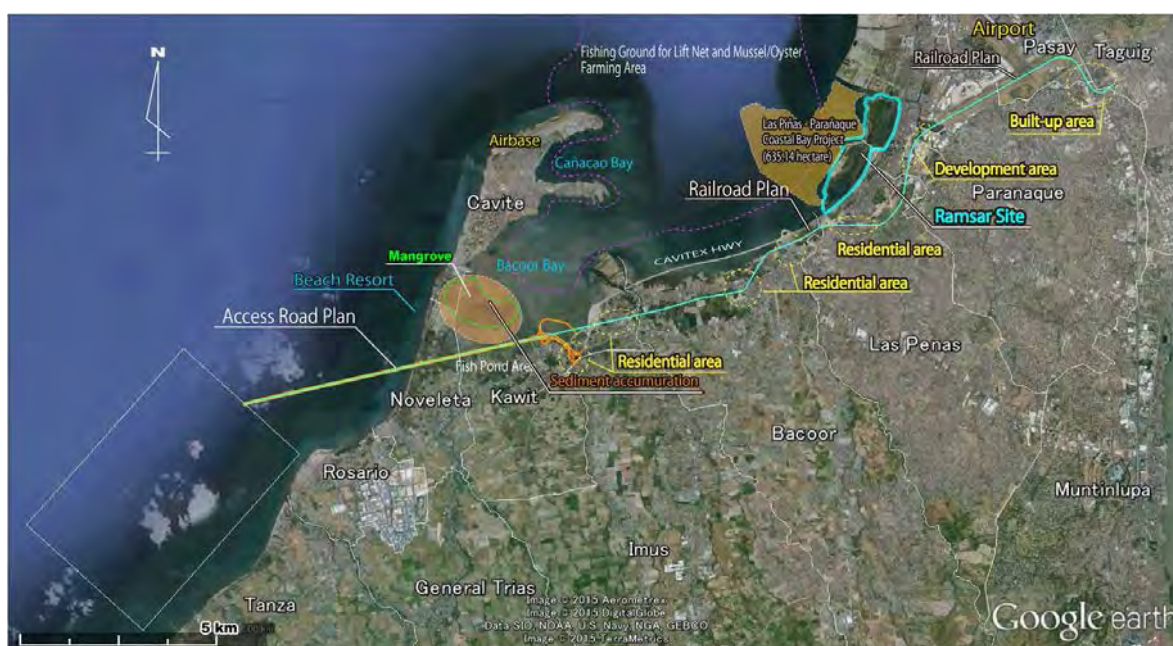 N
Fishing Ground for Lift Net and Mussel/Oyster
Farming Area
Airport
Pasay
Taguig
Railroad Plan
Built-up area
Las Piñas - Parañaque
Coastal Bay Project
(635.14 hectare)
Airbase
Cañacao Bay
Development area
Cavite
Railroad Plan
Paranaque
Ramsar Site
CAVITEX HWY
Mangrove
Bacoor Bay
Residential area
Beach Resort
Residential area
Access Road Plan
Las Penas
Residential area
Fish Pond Area
Sediment accumuration
Noveleta
Kawit
Bacoor
Rosario
Muntinlupa
Imus
General Trias
Tanza
Image © 2015 Aerometrex
Image © 2015 DigitalGlobe
Data SIO, NOAA, U.S. Navy, NGA, GEBCO
Image © 2015 TerraMetrics
5 km
Google earth